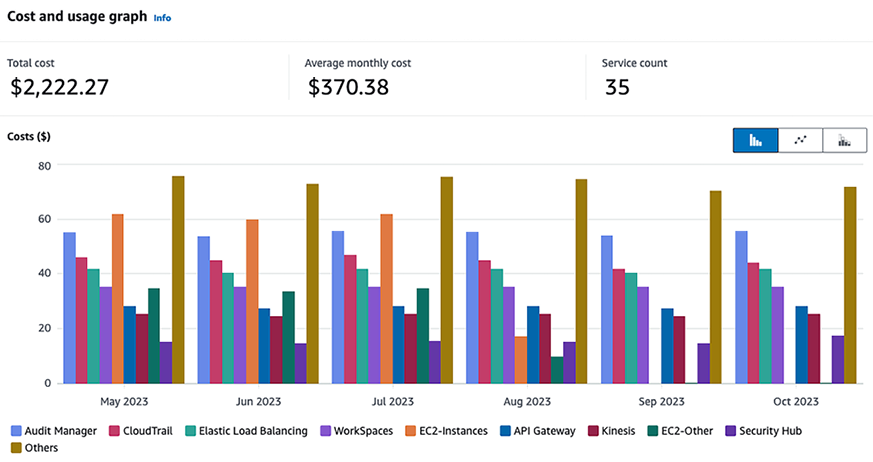 Cost and usage graph Info
Total cost
$2,222.27
Average monthly cost
$370.38
Service count
35
Costs ($)
80
60
40
20
0
May 2023
Jun 2023
Jul 2023
Aug 2023
Sep 2023
Oct 2023
Audit Manager
CloudTrail
Elastic Load Balancing
WorkSpaces
EC2-Instances
API Gateway
Kinesis
EC2-Other
Security Hub
Others